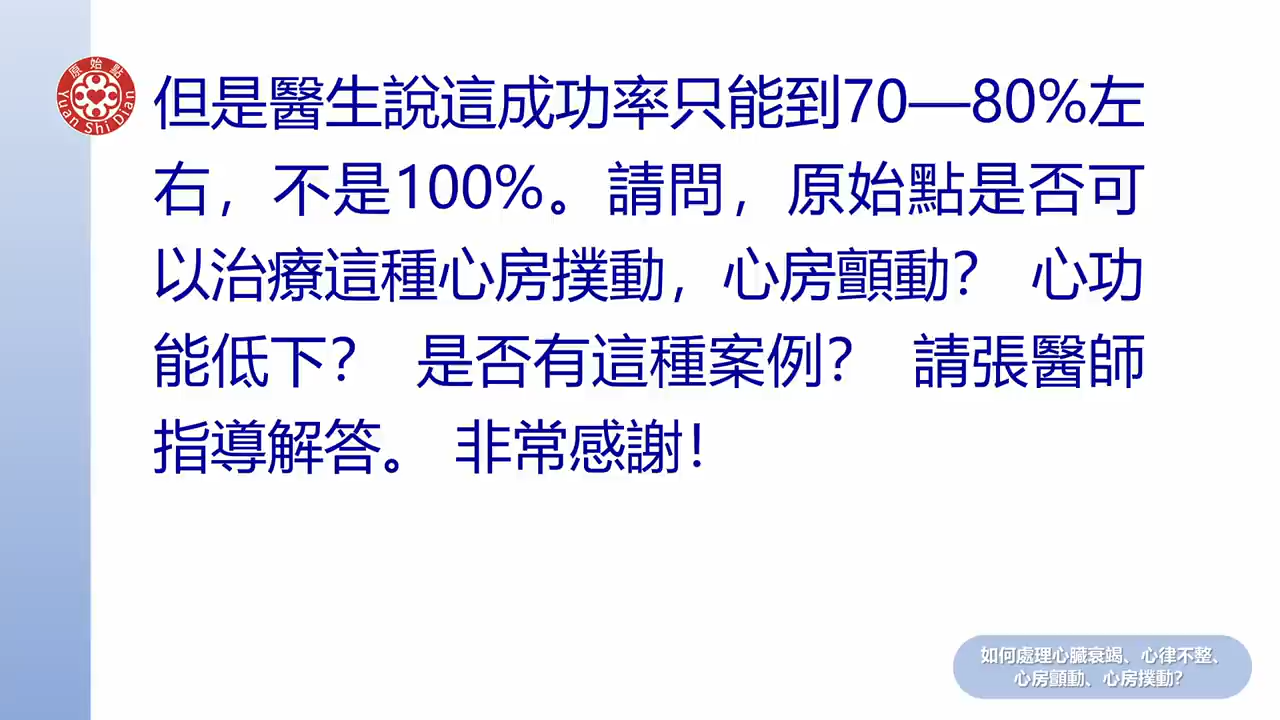 原始點
Yuan Shi Dian
但是醫生說這成功率只能到70—80%左
右，不是100%。請問，原始點是否可
以治療這種心房撲動，心房顫動？ 心功
能低下？ 是否有這種案例？ 請張醫師
指導解答。 非常感謝！
如何處理心臟衰竭、心律不整、
心房顫動、心房撲動？